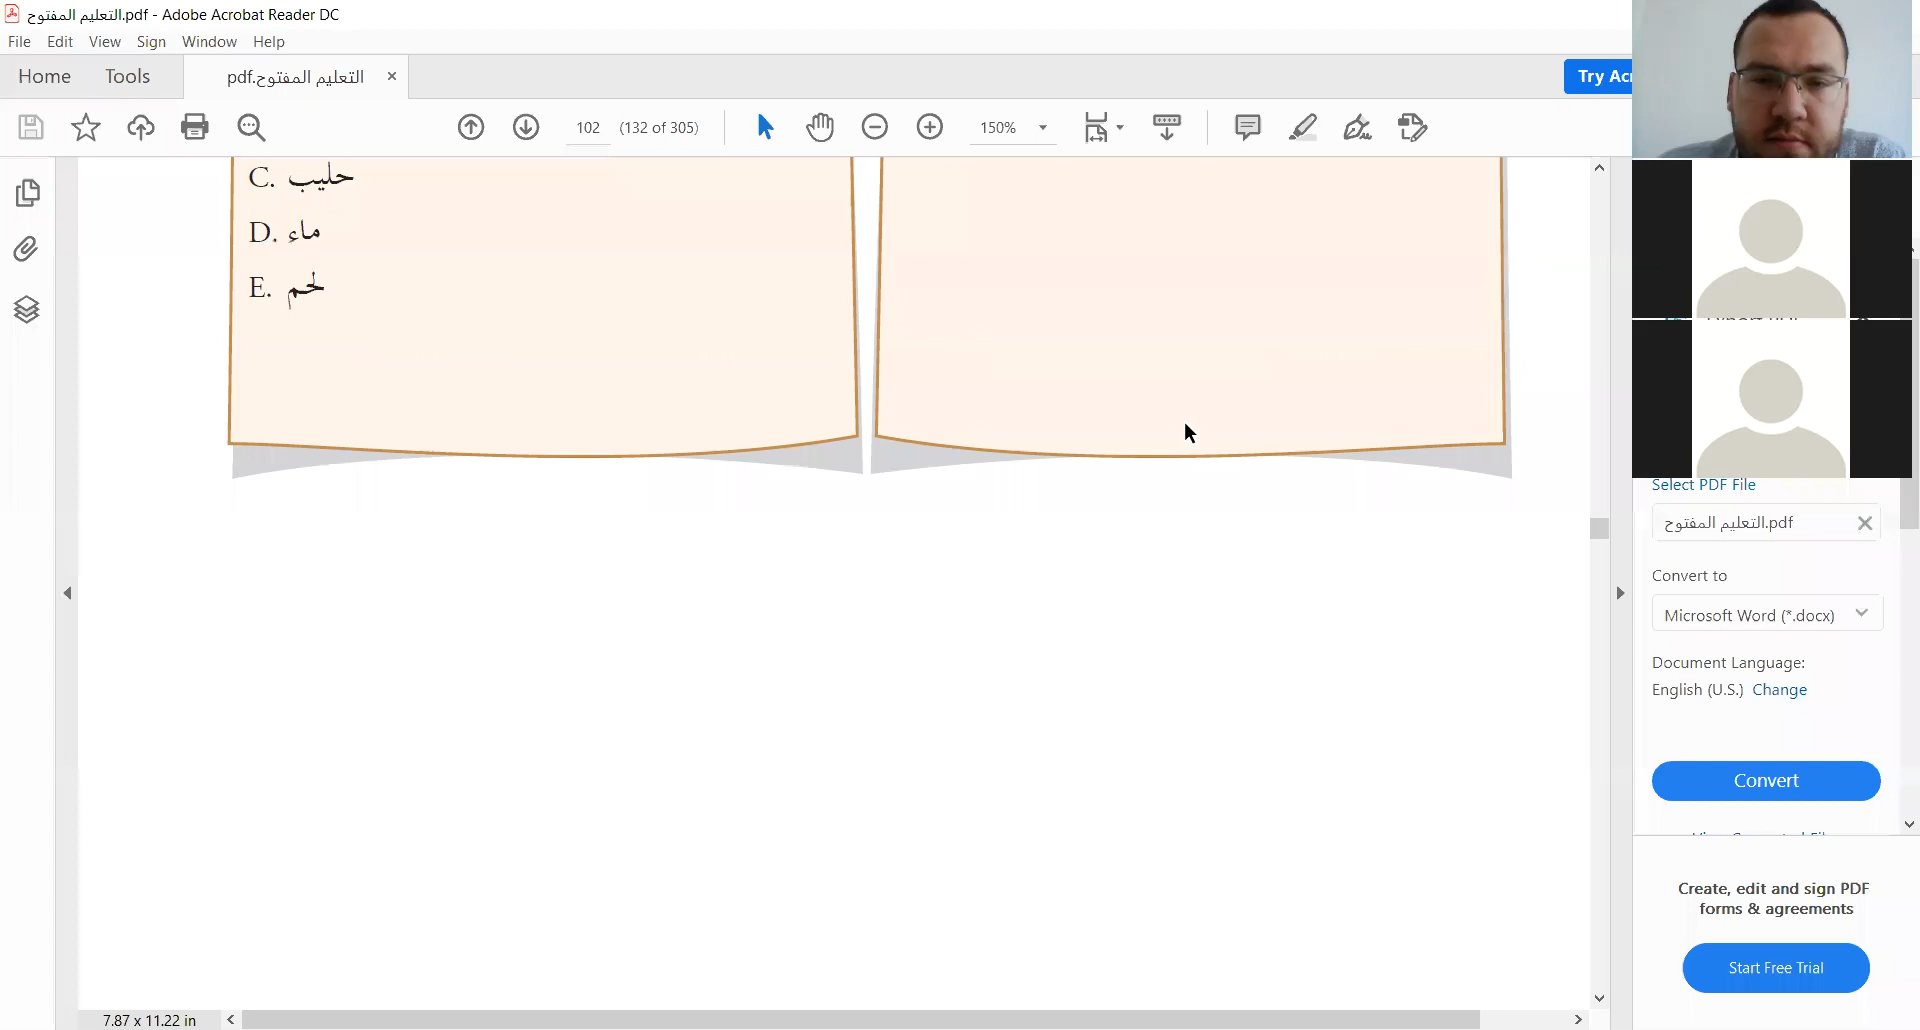 التعليم المفتوح.pdf - Adobe Acrobat Reader DC
File Edit View Sign Window Help
Home Tools التعليم المفتوح.pdf ×
Try Acr
102 (132 of 305) 150%
C. حليب
D. ماء
E. لحم
Select PDF File
التعليم المفتوح.pdf
Convert to
Microsoft Word (*.docx)
Document Language:
English (U.S.) Change
Convert
Create, edit and sign PDF
forms & agreements
Start Free Trial
7.87 x 11.22 in